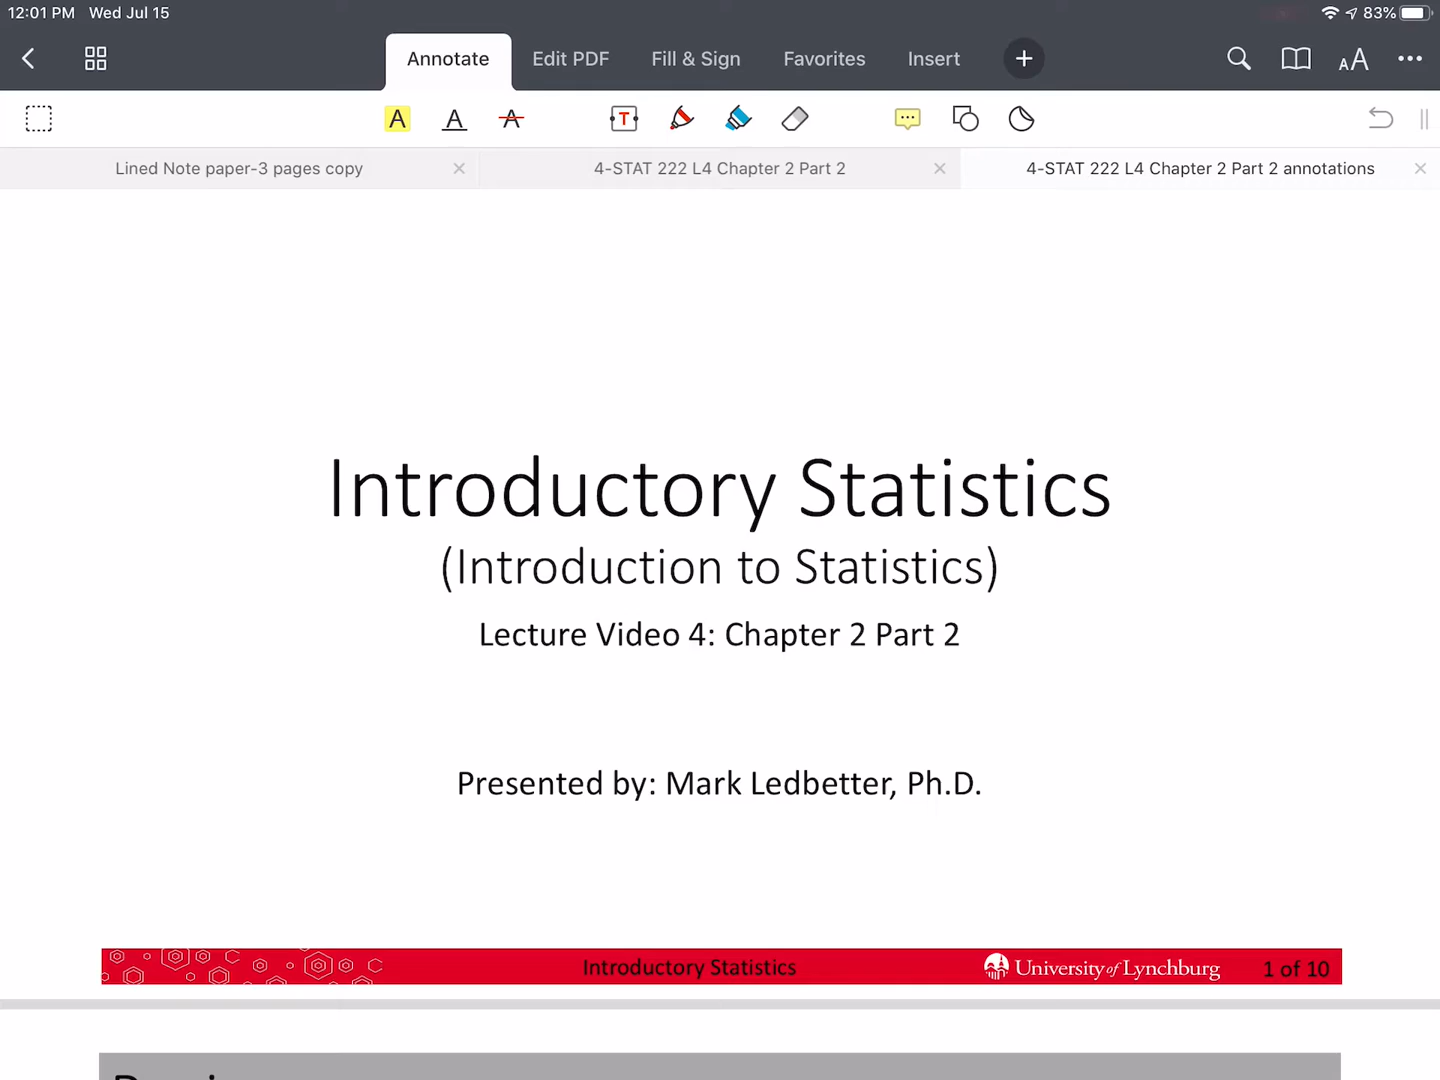 12:01 PM Wed Jul 15
83%
Annotate Edit PDF Fill & Sign Favorites Insert
AA
A A A T
Lined Note paper-3 pages copy
4-STAT 222 L4 Chapter 2 Part 2
4-STAT 222 L4 Chapter 2 Part 2 annotations
Introductory Statistics
(Introduction to Statistics)
Lecture Video 4: Chapter 2 Part 2
Presented by: Mark Ledbetter, Ph.D.
Introductory Statistics University of Lynchburg 1 of 10